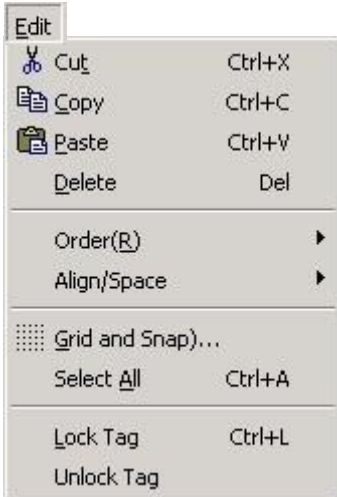 Edit
Cut Ctrl+X
Copy Ctrl+C
Paste Ctrl+V
Delete Del
Order(R)
Align/Space
Grid and Snap)...
Select All Ctrl+A
Lock Tag Ctrl+L
Unlock Tag